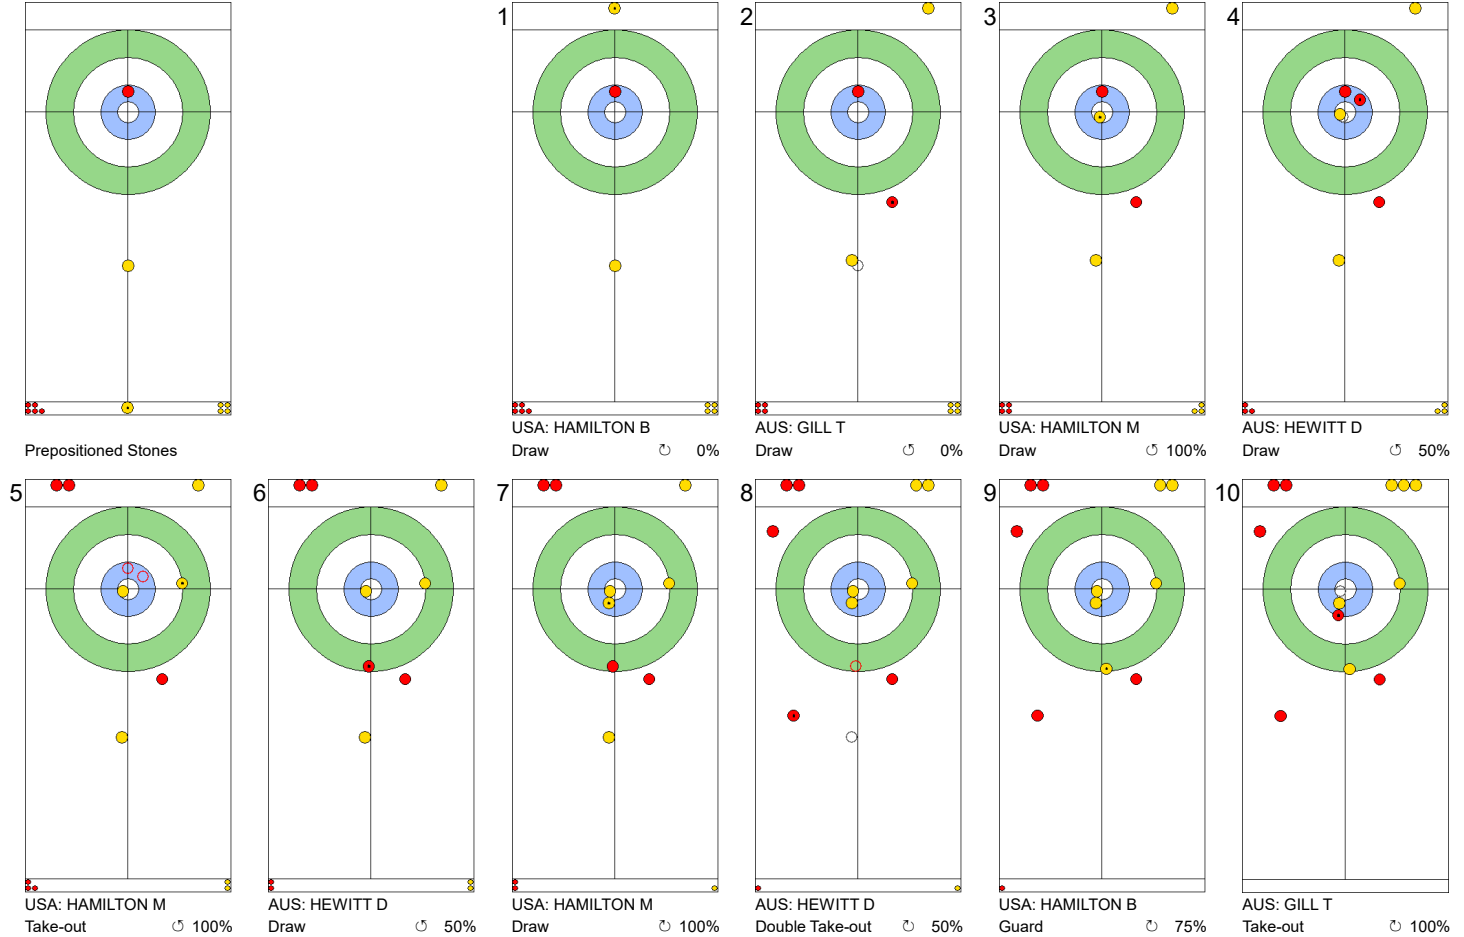 1 2 3 4
USA: HAMILTON B AUS: GILL T USA: HAMILTON M AUS: HEWITT D
Prepositioned Stones Draw 0% Draw 0% Draw 100% Draw 50%
5 6 7 8 9 10
USA: HAMILTON M AUS: HEWITT D USA: HAMILTON M AUS: HEWITT D USA: HAMILTON B AUS: GILL T
Take-out 100% Draw 50% Draw 100% Double Take-out 50% Guard 75% Take-out 100%